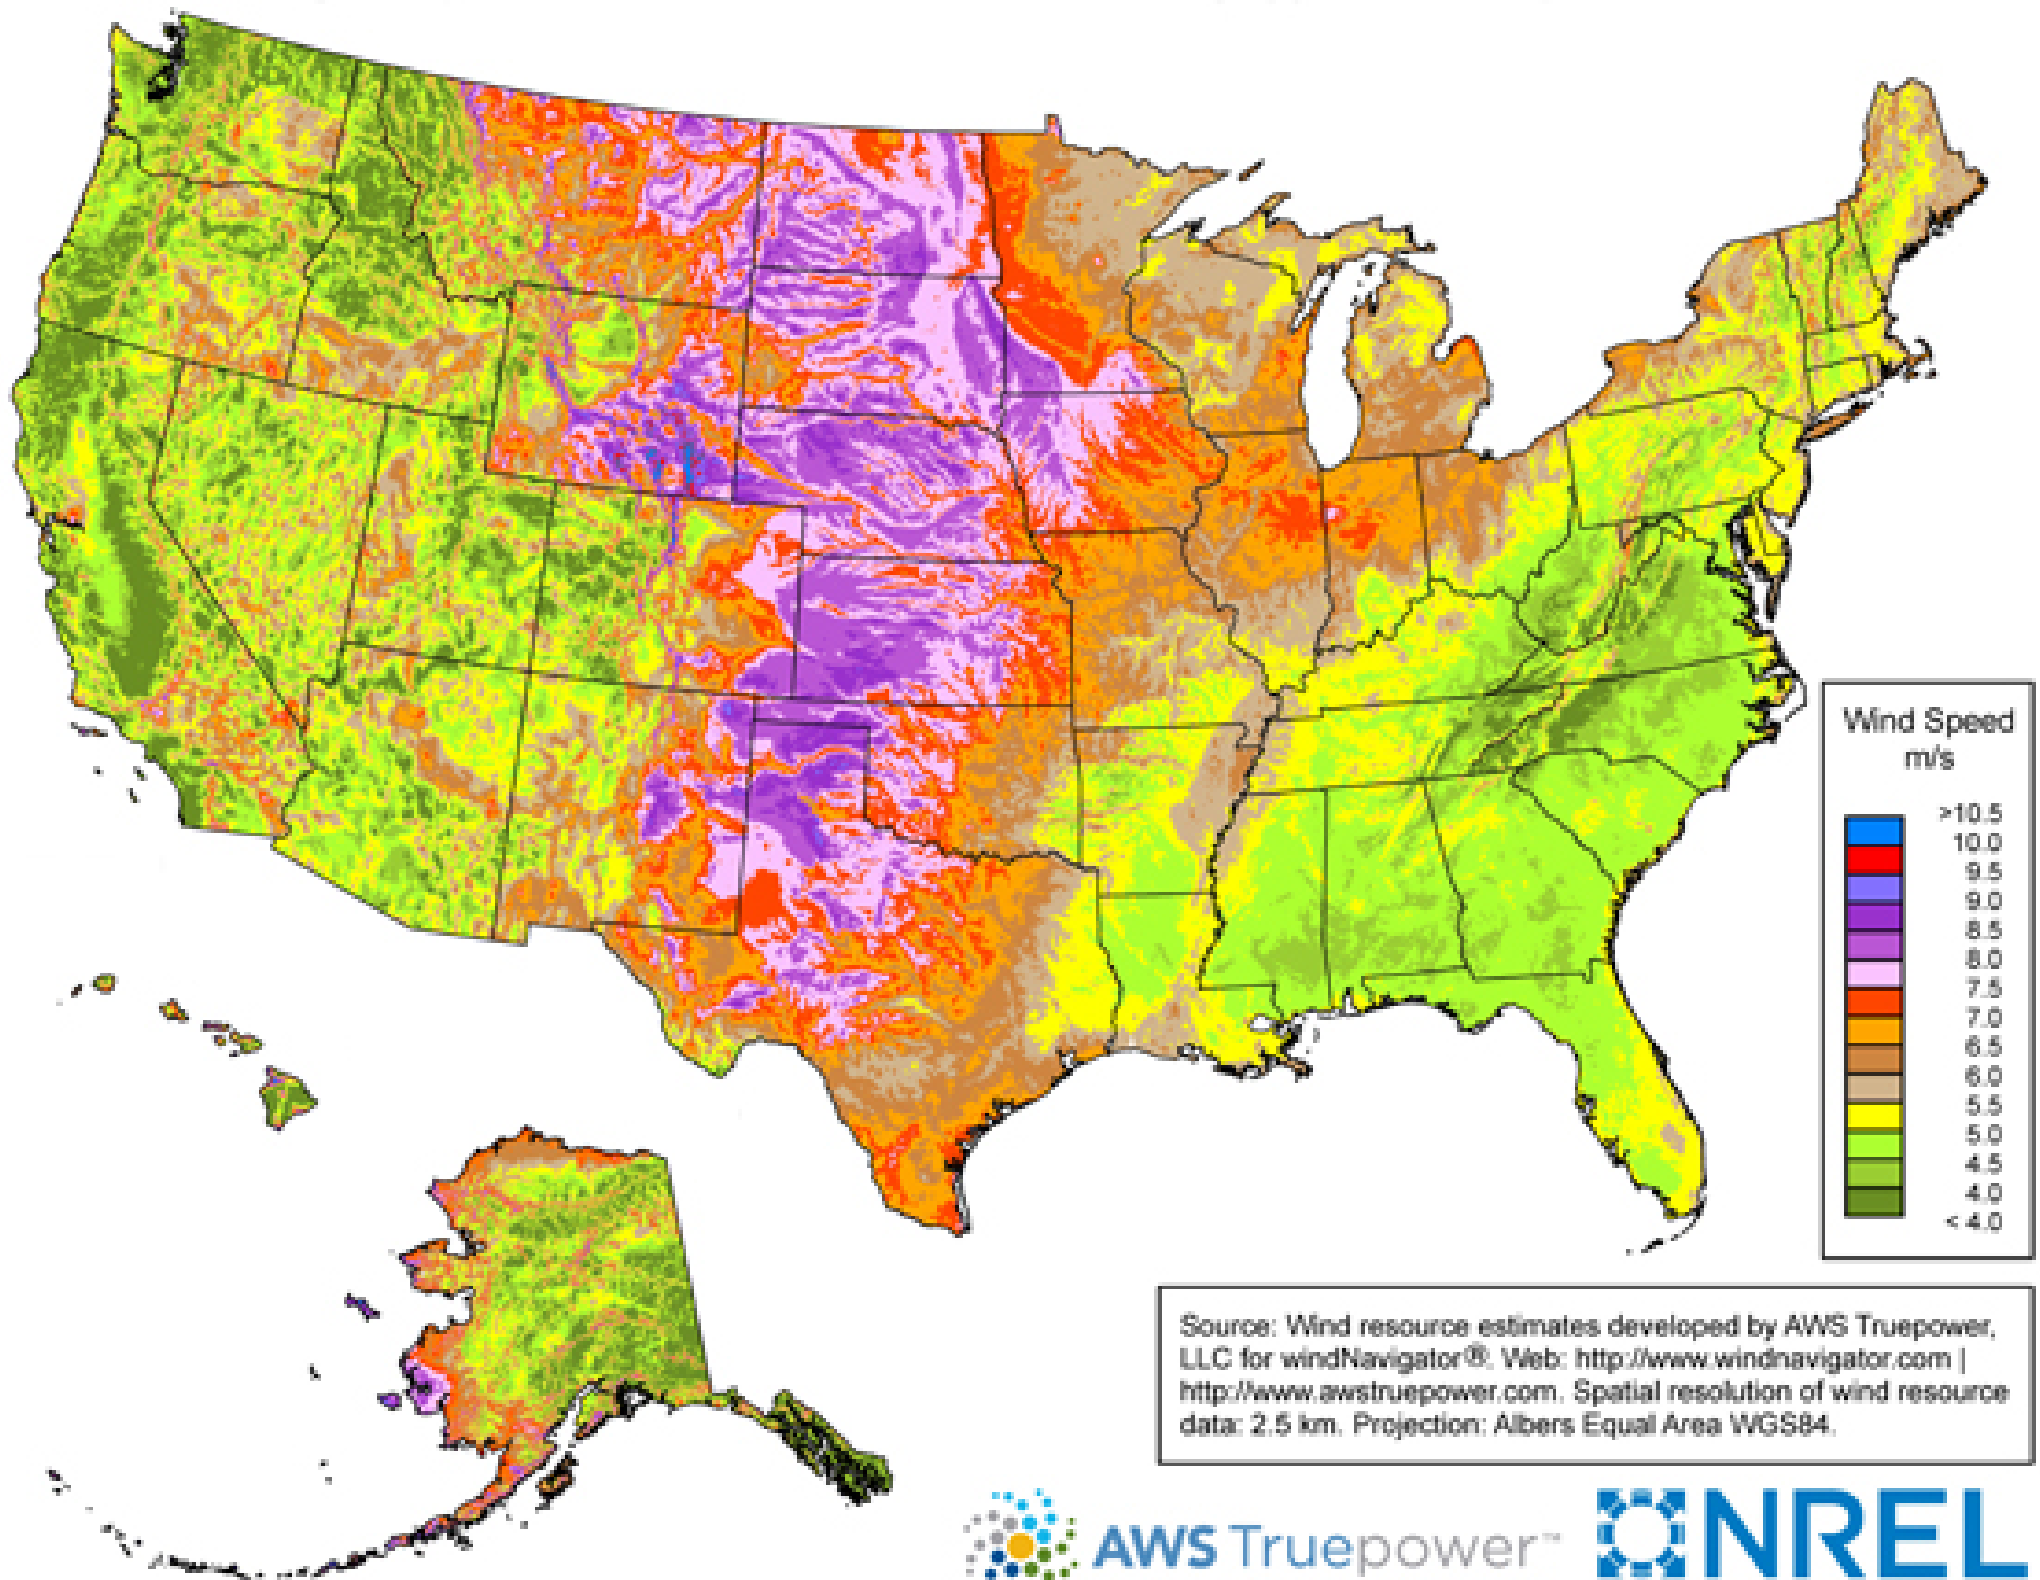 Wind Speed
m/s
>10.5
10.0
9.5
9.0
8.5
8.0
7.5
7.0
6.5
6.0
5.5
5.0
4.5
4.0
< 4.0
Source: Wind resource estimates developed by AWS Truepower,
LLC for windNavigator®. Web: http://www.windnavigator.com |
http://www.awstruepower.com. Spatial resolution of wind resource
data: 2.5 km. Projection: Albers Equal Area WGS84.
AWS Truepower™
NREL